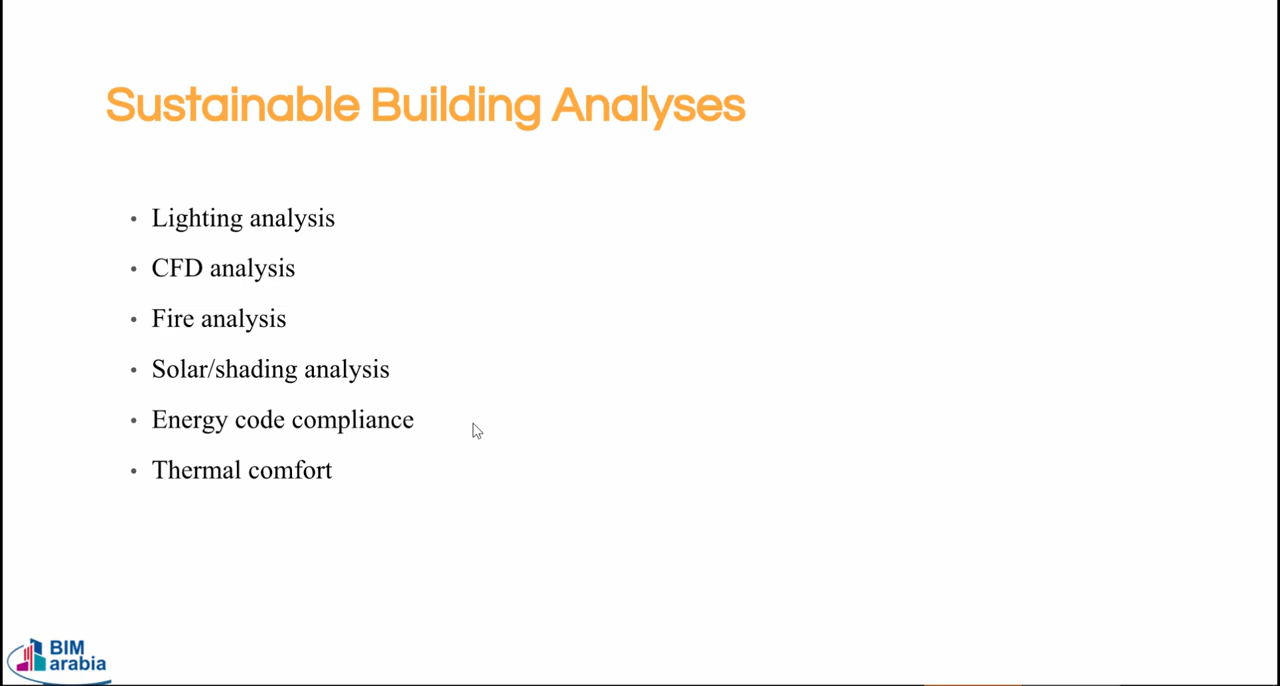 Sustainable Building Analyses
• Lighting analysis
• CFD analysis
• Fire analysis
• Solar/shading analysis
• Energy code compliance
• Thermal comfort
BIM
arabia